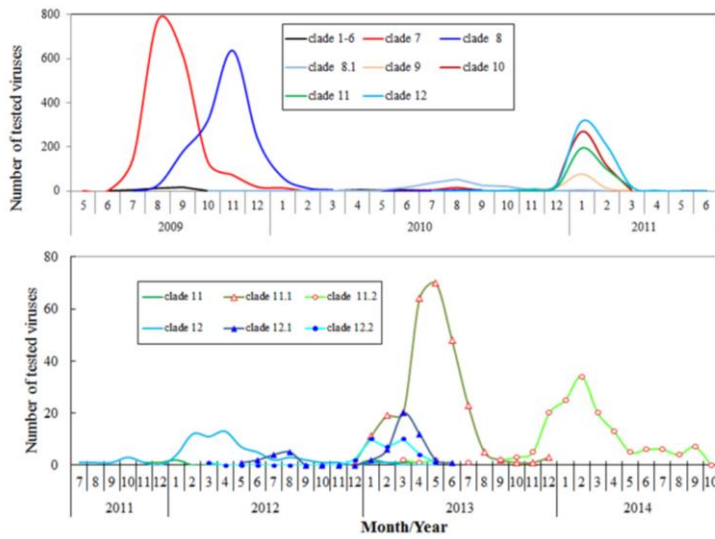 800
600
400
200
0
Number of tested viruses
clade 1-6 clade 7 clade 8
clade 8.1 clade 9 clade 10
clade 11 clade 12
5 6 7 8 9 10 11 12 1 2 3 4 5 6 7 8 9 10 11 12 1 2 3 4 5 6
2009 2010 2011
80
60
40
20
0
Number of tested viruses
clade 11 clade 11.1 clade 11.2
clade 12 clade 12.1 clade 12.2
7 8 9 10 11 12 1 2 3 4 5 6 7 8 9 10 11 12 1 2 3 4 5 6 7 8 9 10 11 12 1 2 3 4 5 6 7 8 9 10
2011 2012 2013 2014
Month/Year